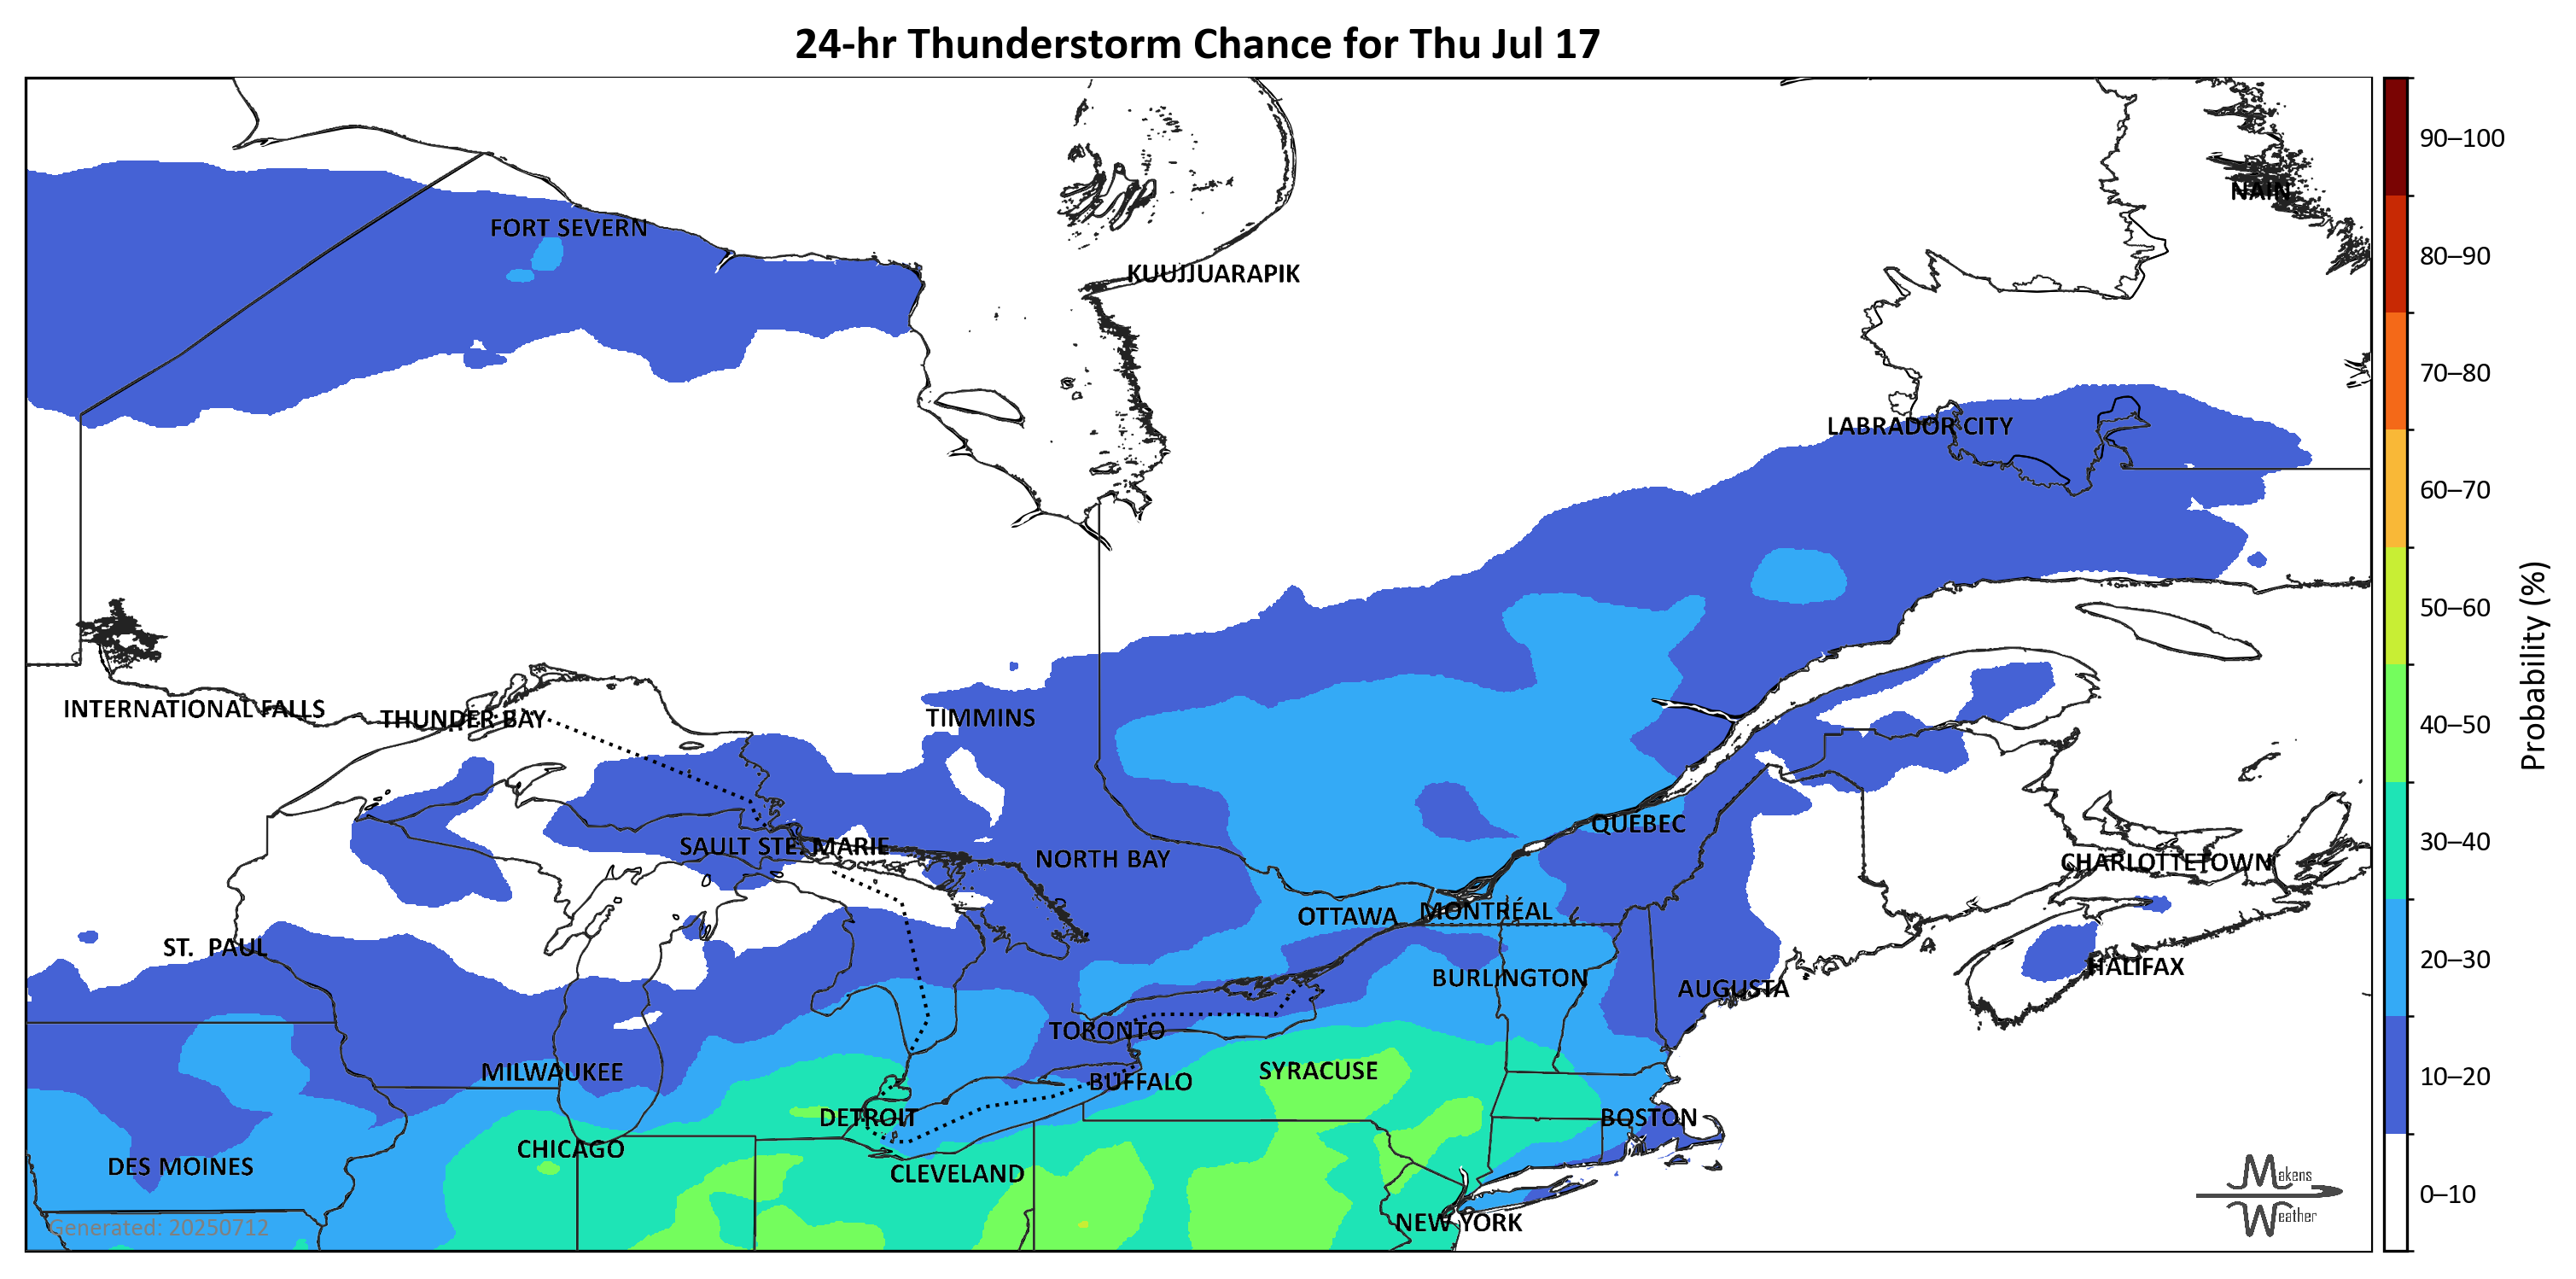 24-hr Thunderstorm Chance for Thu Jul 17
90–100
NAIN
FORT SEVERN
80–90
KUUJJUARAPIK
70–80
LABRADOR CITY
60–70
50–60
INTERNATIONAL FALLS
THUNDER BAY
TIMMINS
40–50
Probability (%)
QUEBEC
SAULT STE. MARIE
30–40
NORTH BAY
CHARLOTTETOWN
OTTAWA
MONTRÉAL
ST. PAUL
20–30
HALIFAX
BURLINGTON
AUGUSTA
TORONTO
MILWAUKEE
SYRACUSE
10–20
BUFFALO
DETROIT
BOSTON
CHICAGO
DES MOINES
CLEVELAND
Makens
Weather
0–10
NEW YORK
Generated: 20250712